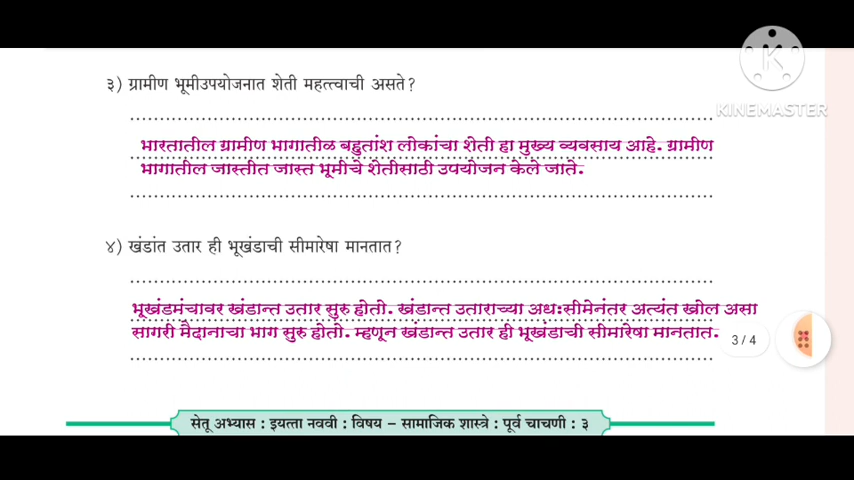 ३) ग्रामीण भूमीउपयोजनात शेती महत्त्वाची असते?
KINEMASTER
भारतातील ग्रामीण भागातीळ बहुतांश लोकांचा शेती हा मुख्य व्यवसाय आहे. ग्रामीण
भागातील जास्तीत जास्त भूमीचे शेतीसाठी उपयोजन केले जाते.
४) खंडांत उतार ही भूखंडाची सीमारेषा मानतात?
भूखंडमंचावर खंडान्त उतार सुरु होतो. खंडान्त उताराच्या अधःसीमेनंतर अत्यंत खोल असा
सागरी मैदानाचा भाग सुरु होतो. म्हणून खंडान्त उतार ही भूखंडाची सीमारेषा मानतात.
3/4
सेतू अभ्यास : इयत्ता नववी : विषय – सामाजिक शास्त्रे : पूर्व चाचणी : ३